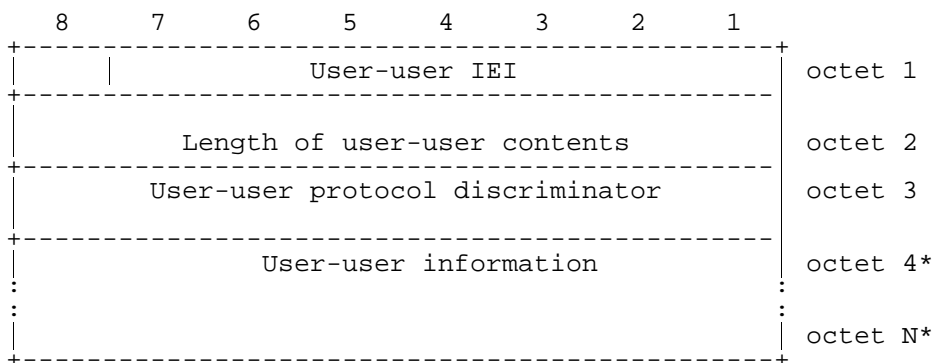 8 7 6 5 4 3 2 1
User-user IEI octet 1
Length of user-user contents octet 2
User-user protocol discriminator octet 3
User-user information octet 4*
: :
: :
octet N*